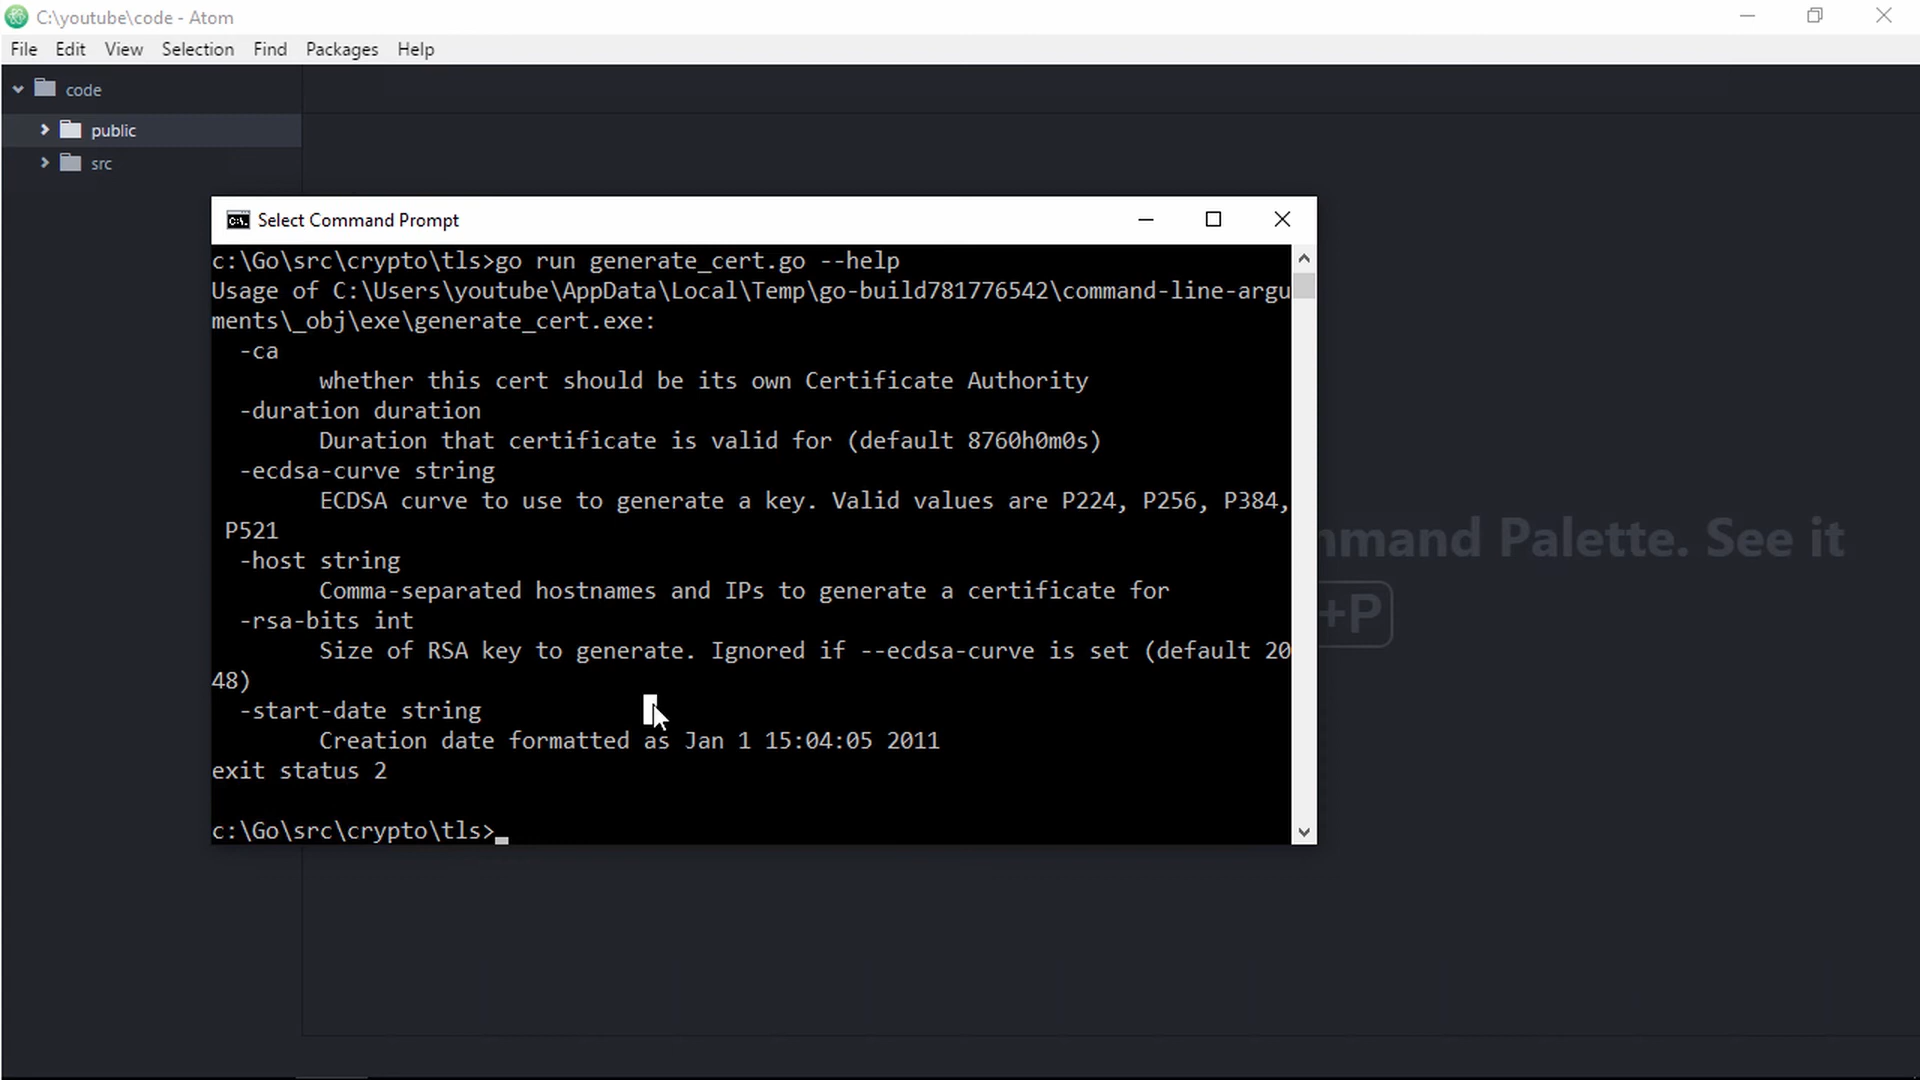 C:\youtube\code - Atom
File Edit View Selection Find Packages Help
code
public
src
Select Command Prompt
c:\Go\src\crypto\tls>go run generate_cert.go --help
Usage of C:\Users\youtube\AppData\Local\Temp\go-build781776542\command-line-argu
ments\_obj\exe\generate_cert.exe:
-ca
whether this cert should be its own Certificate Authority
-duration duration
Duration that certificate is valid for (default 8760h0m0s)
-ecdsa-curve string
ECDSA curve to use to generate a key. Valid values are P224, P256, P384,
P521
-host string
Comma-separated hostnames and IPs to generate a certificate for
-rsa-bits int
Size of RSA key to generate. Ignored if --ecdsa-curve is set (default 20
48)
-start-date string
Creation date formatted as Jan 1 15:04:05 2011
exit status 2
c:\Go\src\crypto\tls>
mmand Palette. See it
+P